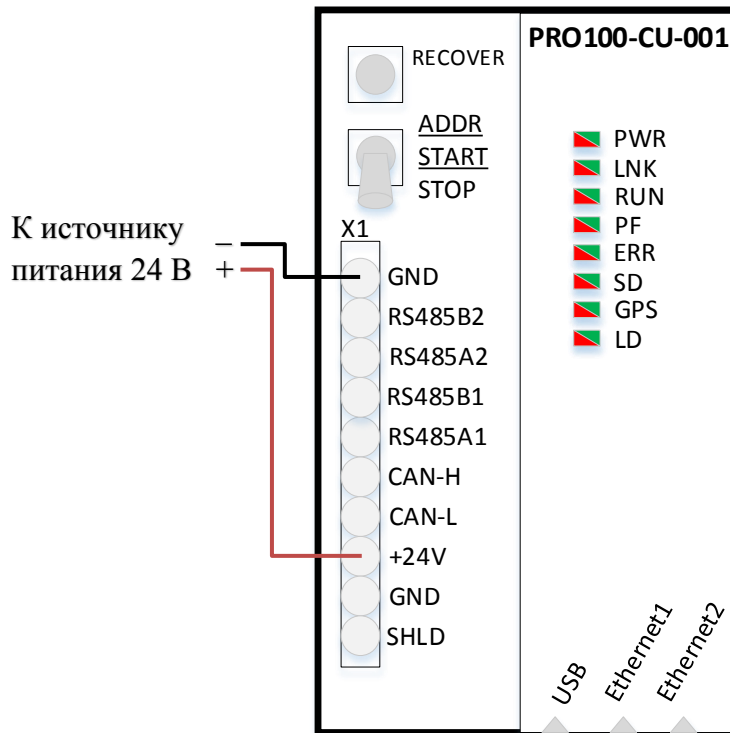 PRO100-CU-001
RECOVER
ADDR
START
STOP
PWR
LNK
RUN
PF
ERR
SD
GPS
LD
К источнику –
питания 24 В +
X1
GND
RS485B2
RS485A2
RS485B1
RS485A1
CAN-H
CAN-L
+24V
GND
SHLD
USB
Ethernet1
Ethernet2